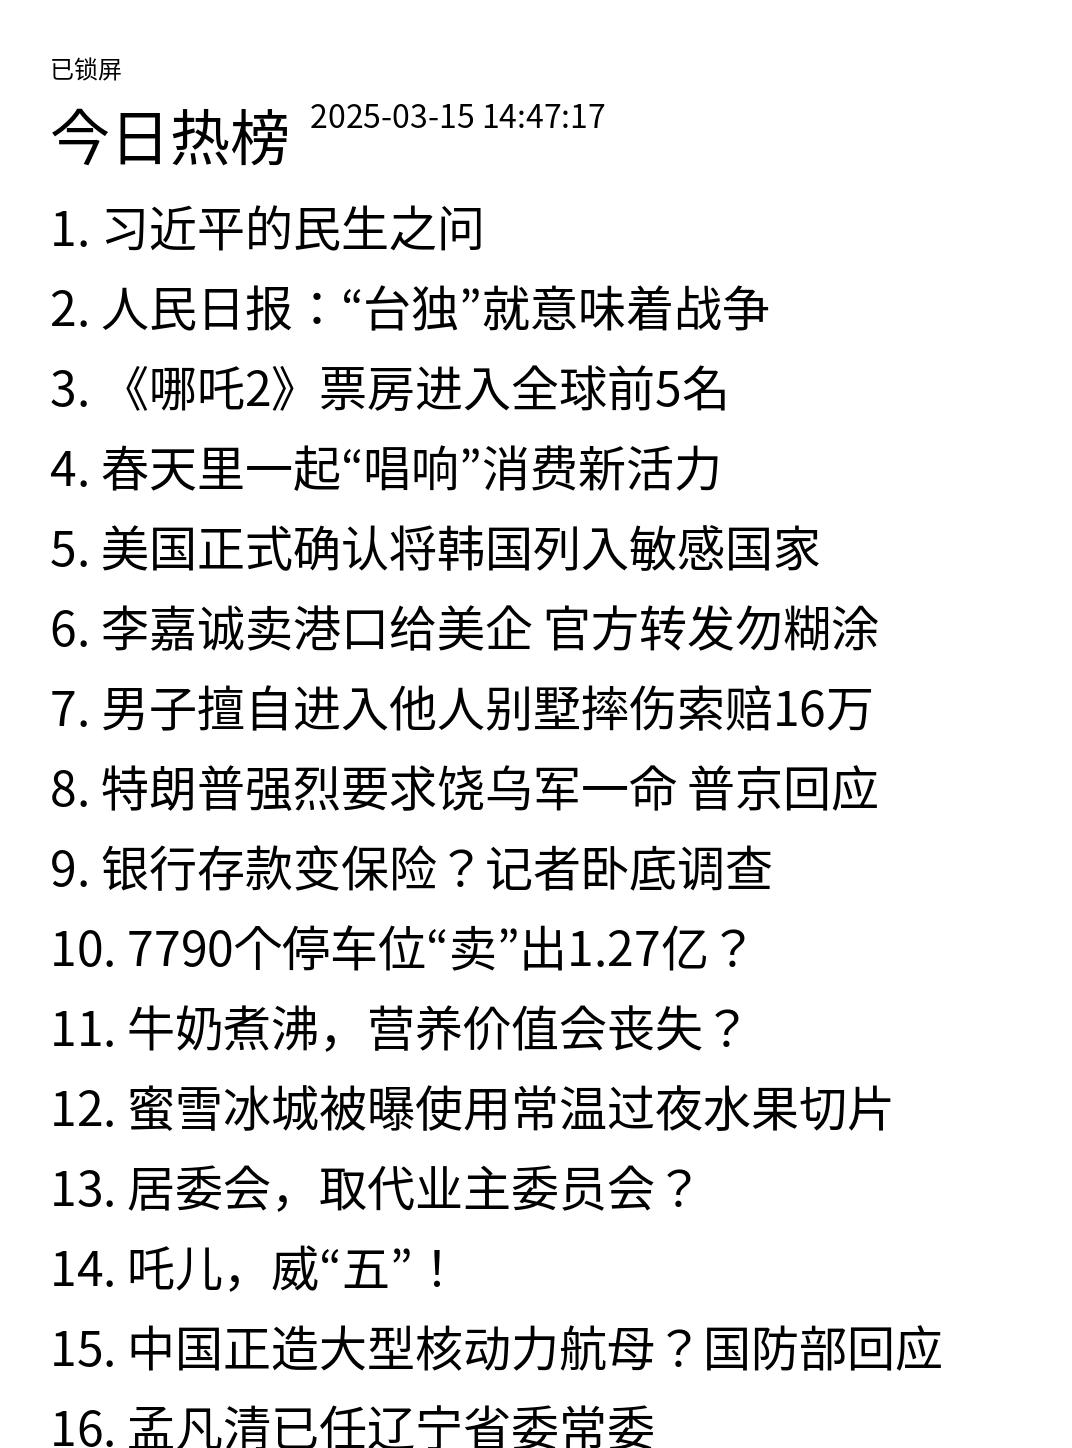 已锁屏
今日热榜 2025-03-15 14:47:17
1. 习近平的民生之问
2. 人民日报：“台独”就意味着战争
3. 《哪吒2》票房进入全球前5名
4. 春天里一起“唱响”消费新活力
5. 美国正式确认将韩国列入敏感国家
6. 李嘉诚卖港口给美企 官方转发勿糊涂
7. 男子擅自进入他人别墅摔伤索赔16万
8. 特朗普强烈要求饶乌军一命 普京回应
9. 银行存款变保险？记者卧底调查
10. 7790个停车位“卖”出1.27亿？
11. 牛奶煮沸，营养价值会丧失？
12. 蜜雪冰城被曝使用常温过夜水果切片
13. 居委会，取代业主委员会？
14. 吒儿，威“五”！
15. 中国正造大型核动力航母？国防部回应
16. 孟凡清已任辽宁省委常委